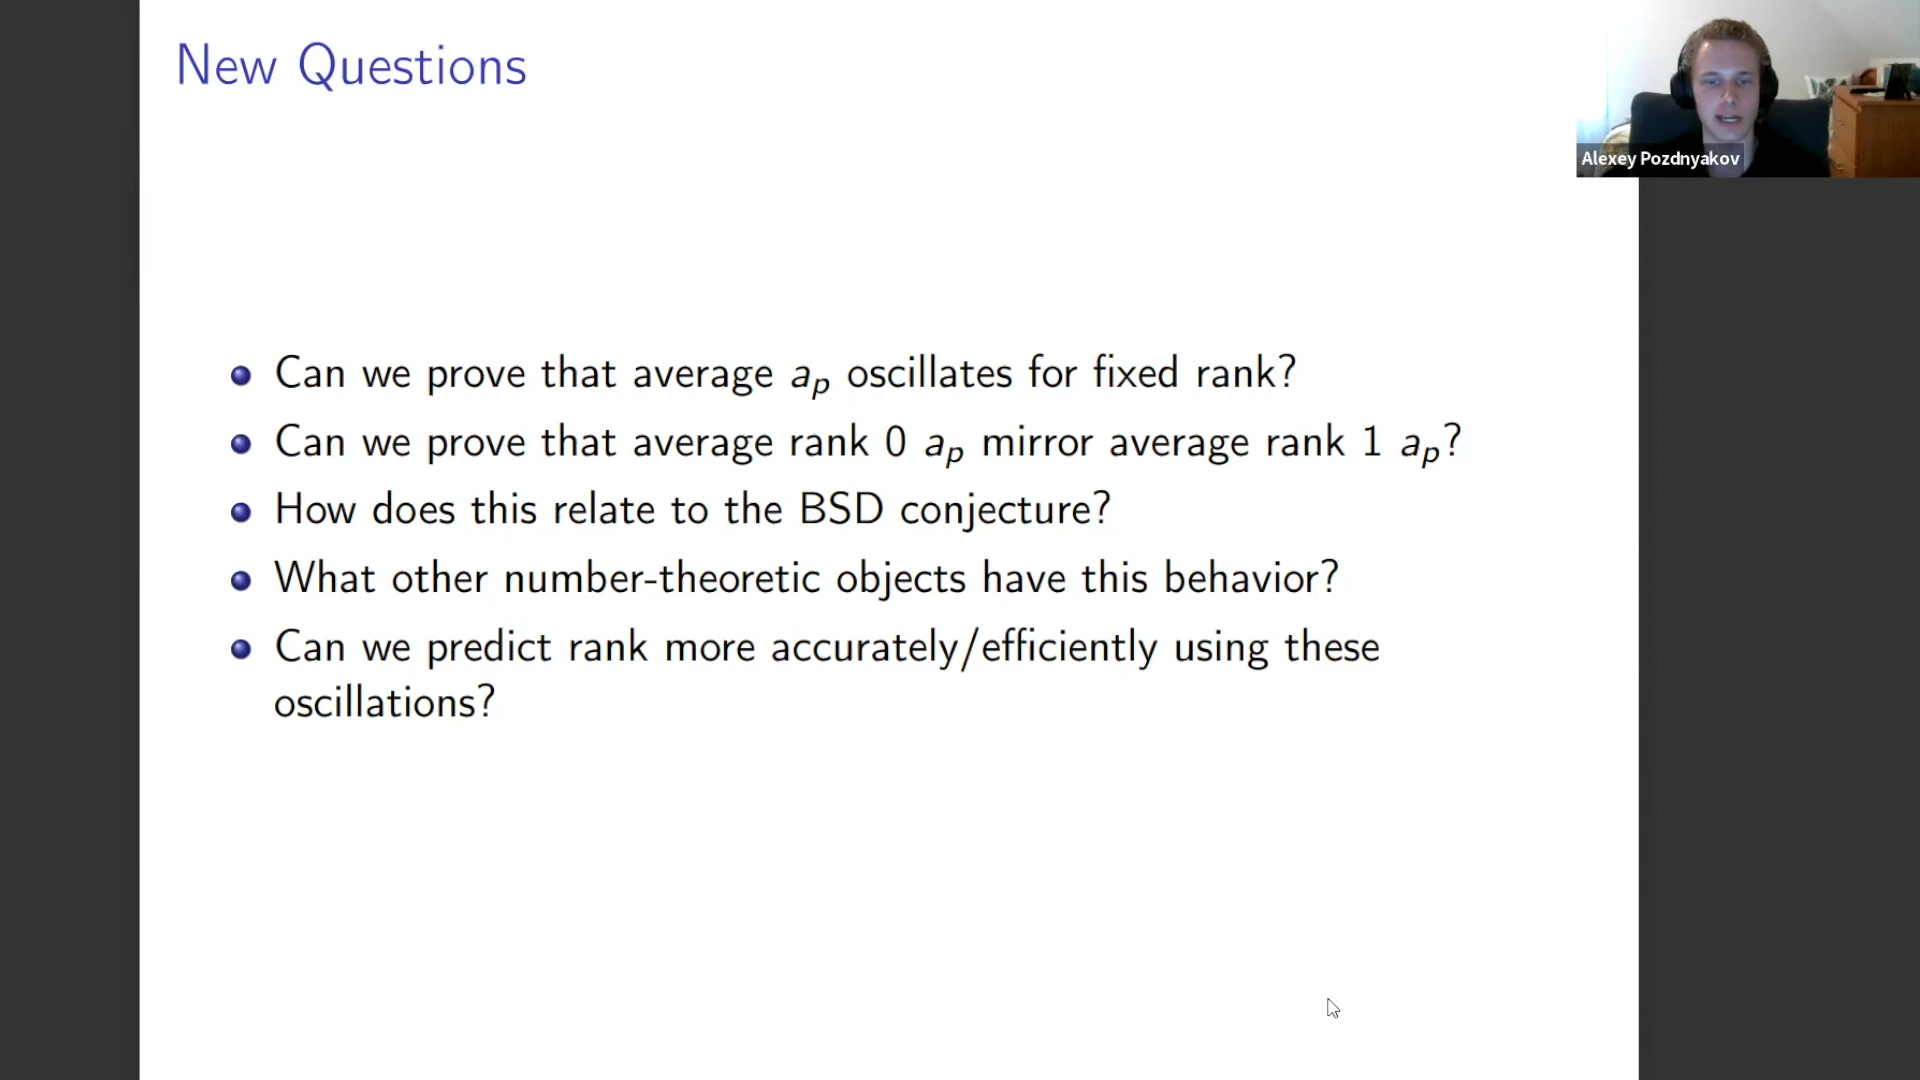 New Questions
Alexey Pozdnyakov
Can we prove that average a_p oscillates for fixed rank?
Can we prove that average rank 0 a_p mirror average rank 1 a_p?
How does this relate to the BSD conjecture?
What other number-theoretic objects have this behavior?
Can we predict rank more accurately/efficiently using these
oscillations?